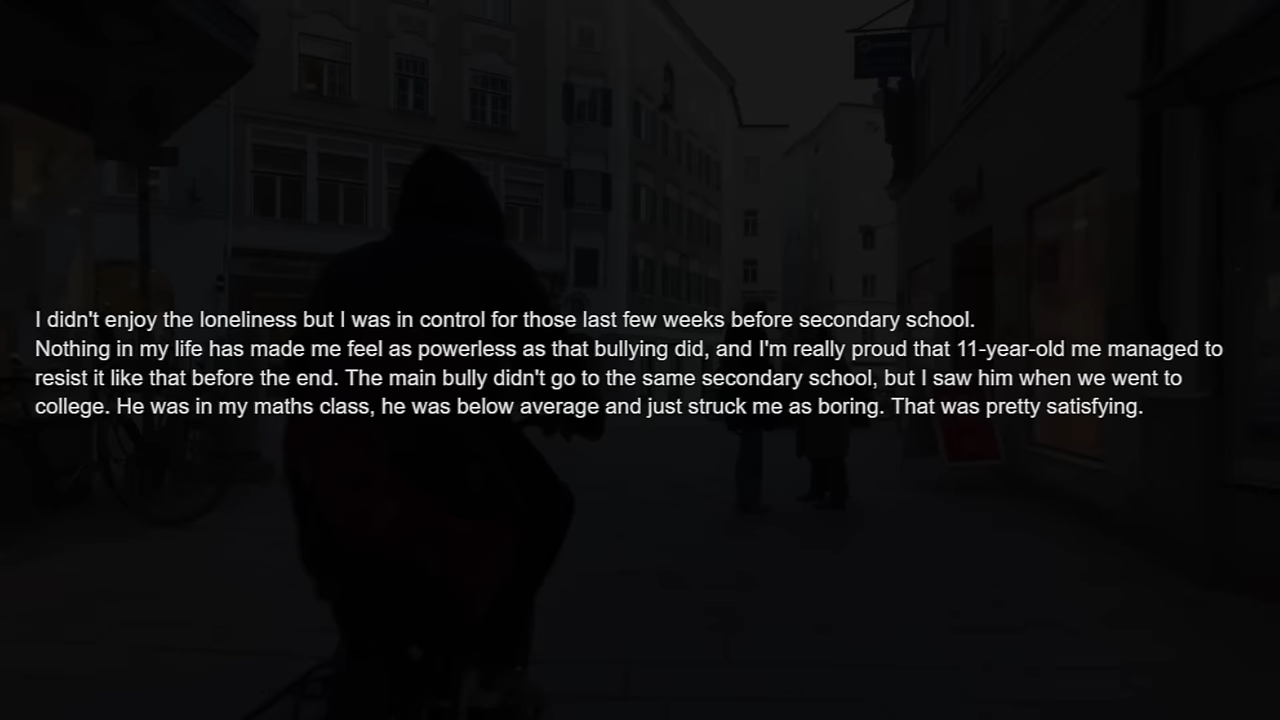 I didn't enjoy the loneliness but I was in control for those last few weeks before secondary school.
Nothing in my life has made me feel as powerless as that bullying did, and I'm really proud that 11-year-old me managed to
resist it like that before the end. The main bully didn't go to the same secondary school, but I saw him when we went to
college. He was in my maths class, he was below average and just struck me as boring. That was pretty satisfying.